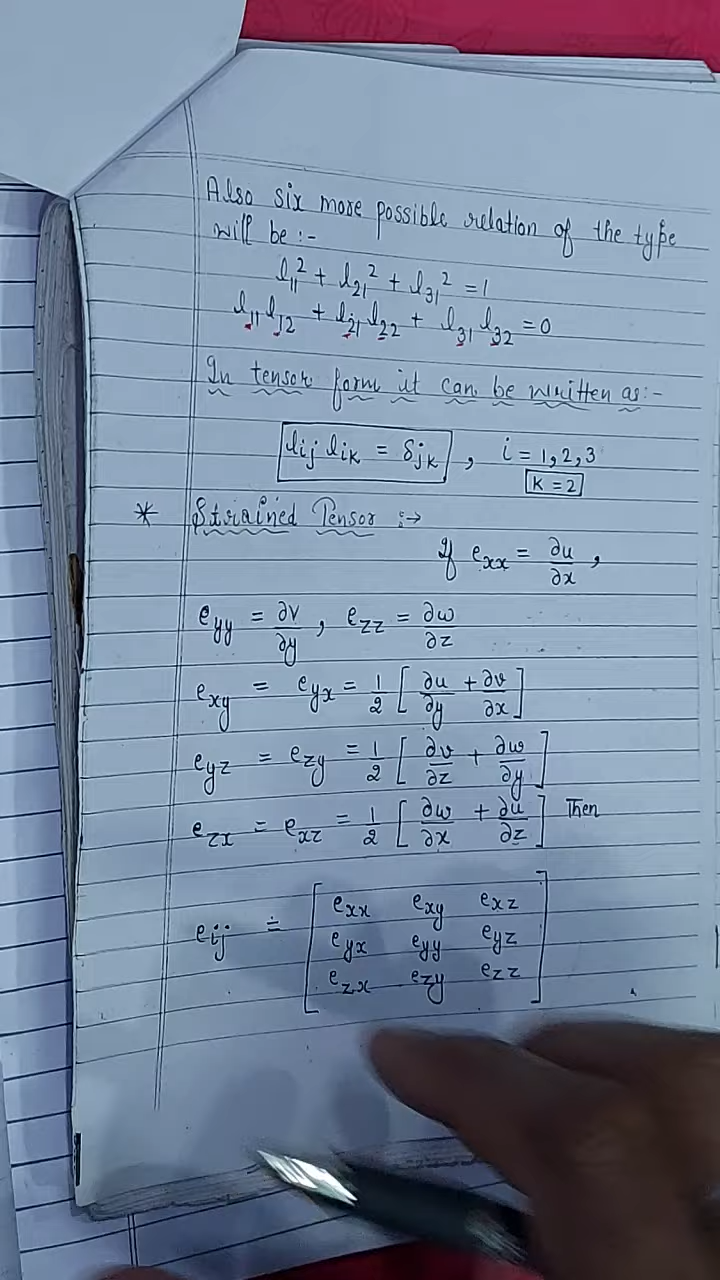 Also six more possible relation of the type
will be :-
l₁₁² + l₂₁² + l₃₁² = 1
l₁₁ l₁₂ + l₂₁ l₂₂ + l₃₁ l₃₂ = 0
In tensor form it can be written as:-
lij lik = δjk , i = 1,2,3
K = 2
* Strained Tensor :→
If exx = ∂u/∂x ,
eyy = ∂v/∂y , ezz = ∂w/∂z
exy = eyx = 1/2 [ ∂u/∂y + ∂v/∂x ]
eyz = ezy = 1/2 [ ∂v/∂z + ∂w/∂y ]
ezx = exz = 1/2 [ ∂w/∂x + ∂u/∂z ] Then
exx exy exz
eij = eyx eyy eyz
ezx ezy ezz